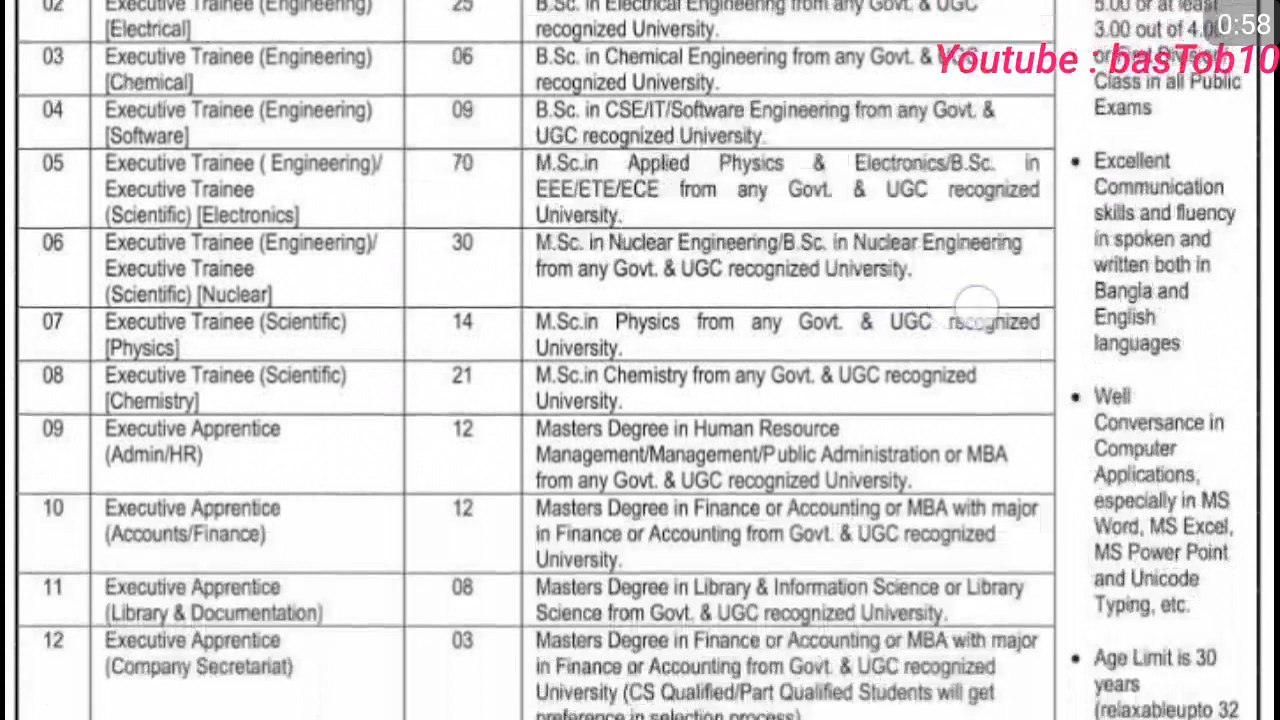 02 Executive Trainee (Engineering) 25 B.Sc. in Electrical Engineering from any Govt. & UGC
[Electrical] recognized University.
03 Executive Trainee (Engineering) 06 B.Sc. in Chemical Engineering from any Govt. &
[Chemical] recognized University.
04 Executive Trainee (Engineering) 09 B.Sc. in CSE/IT/Software Engineering from any Govt. &
[Software] UGC recognized University.
05 Executive Trainee ( Engineering)/ 70 M.Sc.in Applied Physics & Electronics/B.Sc. in
Executive Trainee EEE/ETE/ECE from any Govt. & UGC recognized
(Scientific) [Electronics] University.
06 Executive Trainee (Engineering)/ 30 M.Sc. in Nuclear Engineering/B.Sc. in Nuclear Engineering
Executive Trainee from any Govt. & UGC recognized University.
(Scientific) [Nuclear]
07 Executive Trainee (Scientific) 14 M.Sc.in Physics from any Govt. & UGC recognized
[Physics] University.
08 Executive Trainee (Scientific) 21 M.Sc.in Chemistry from any Govt. & UGC recognized
[Chemistry] University.
09 Executive Apprentice 12 Masters Degree in Human Resource
(Admin/HR) Management/Management/Public Administration or MBA
from any Govt. & UGC recognized University.
10 Executive Apprentice 12 Masters Degree in Finance or Accounting or MBA with major
(Accounts/Finance) in Finance or Accounting from Govt. & UGC recognized
University.
11 Executive Apprentice 08 Masters Degree in Library & Information Science or Library
(Library & Documentation) Science from Govt. & UGC recognized University.
12 Executive Apprentice 03 Masters Degree in Finance or Accounting or MBA with major
(Company Secretariat) in Finance or Accounting from Govt. & UGC recognized
University (CS Qualified/Part Qualified Students will get
preference in selection process)
5.00 or at least
3.00 out of
Class in all Public
Exams
• Excellent
Communication
skills and fluency
in spoken and
written both in
Bangla and
English
languages
• Well
Conversance in
Computer
Applications,
especially in MS
Word, MS Excel,
MS Power Point
and Unicode
Typing, etc.
• Age Limit is 30
years
(relaxableupto 32
0:58
Youtube : basTob10